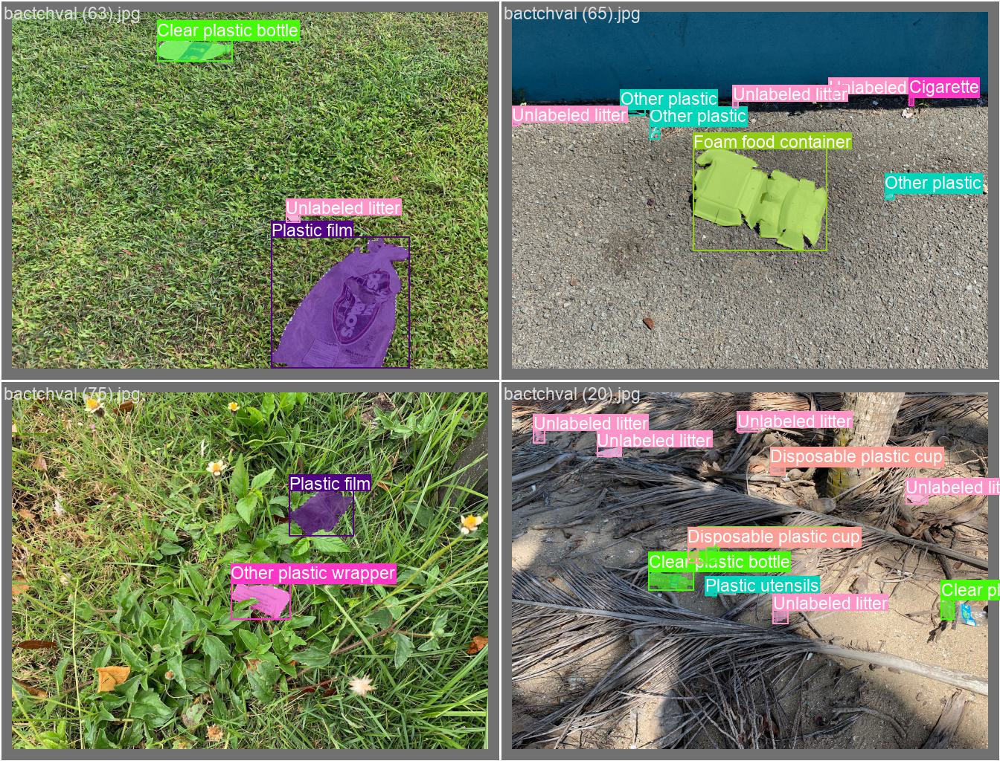 bactchval (63).jpg
Clear plastic bottle
Unlabeled litter
Plastic film
bactchval (65).jpg
Unlabeled
Cigarette
Unlabeled litter
Other plastic
Unlabeled litter
Other plastic
Foam food container
Other plastic
bactchval (75).jpg
Plastic film
Other plastic wrapper
bactchval (20).jpg
Unlabeled litter
Unlabeled litter
Unlabeled litter
Disposable plastic cup
Unlabeled lit
Disposable plastic cup
Clear plastic bottle
Plastic utensils
Clear pl
Unlabeled litter